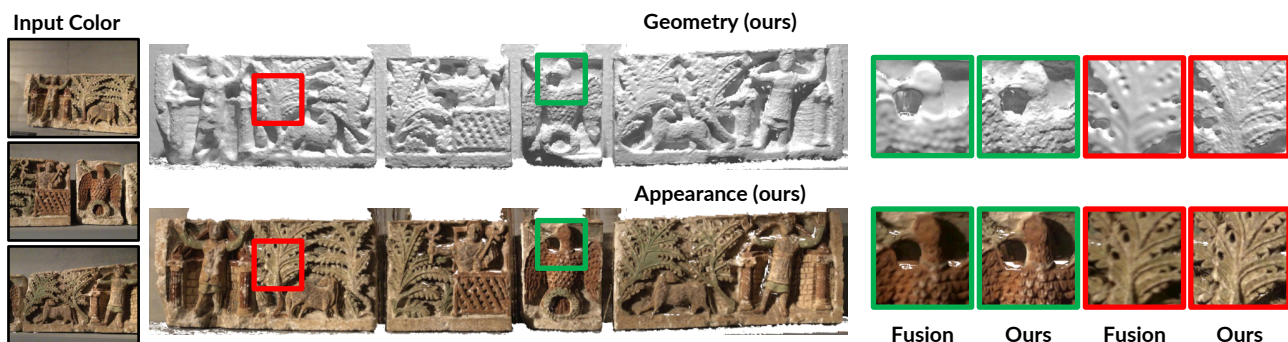 Input Color
Geometry (ours)
Appearance (ours)
Fusion Ours Fusion Ours